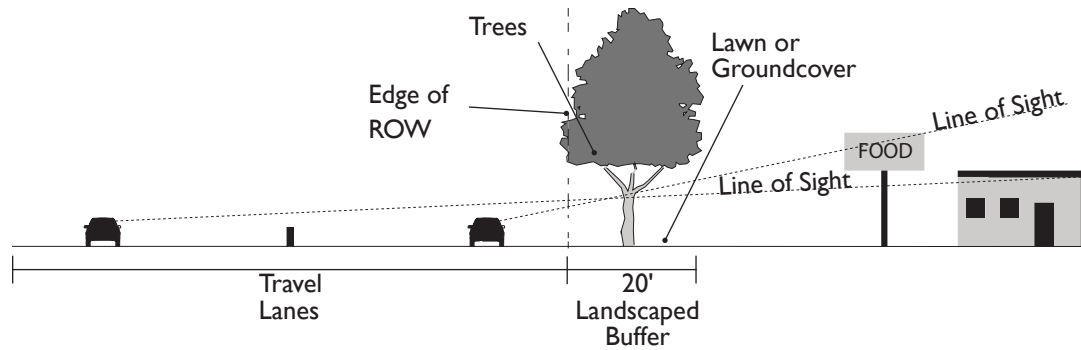 Trees
Lawn or
Groundcover
Edge of
ROW
Line of Sight
FOOD
Line of Sight
Travel
Lanes
20'
Landscaped
Buffer